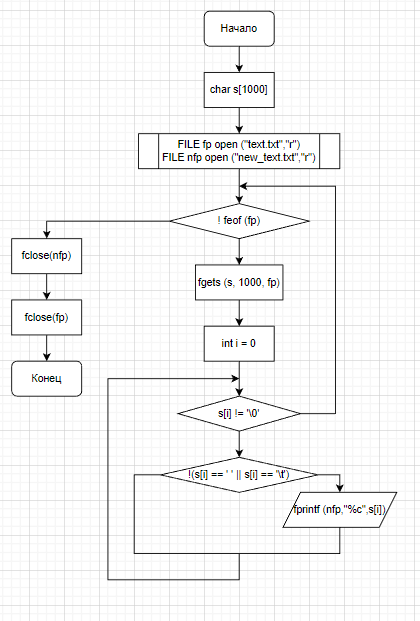 Начало
char s[1000]
FILE fp open ("text.txt","r")
FILE nfp open ("new_text.txt","r")
! feof (fp)
fclose(nfp)
fgets (s, 1000, fp)
fclose(fp)
int i = 0
Конец
s[i] != '\0'
!(s[i] == ' ' || s[i] == '\t')
fprintf (nfp,"%c",s[i])